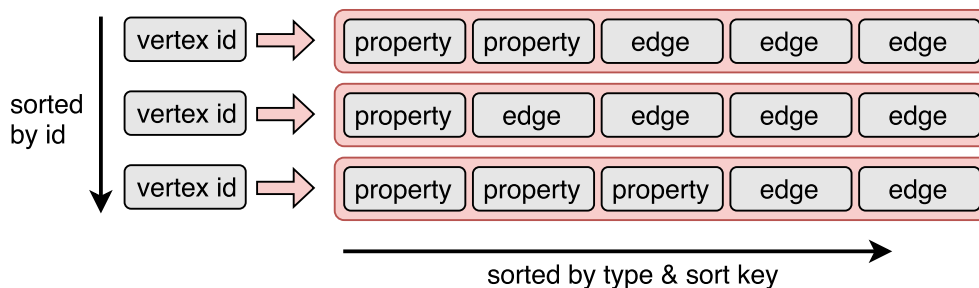 vertex id property property edge edge edge
sorted
by id
vertex id property edge edge edge edge
vertex id property property property edge edge
sorted by type & sort key